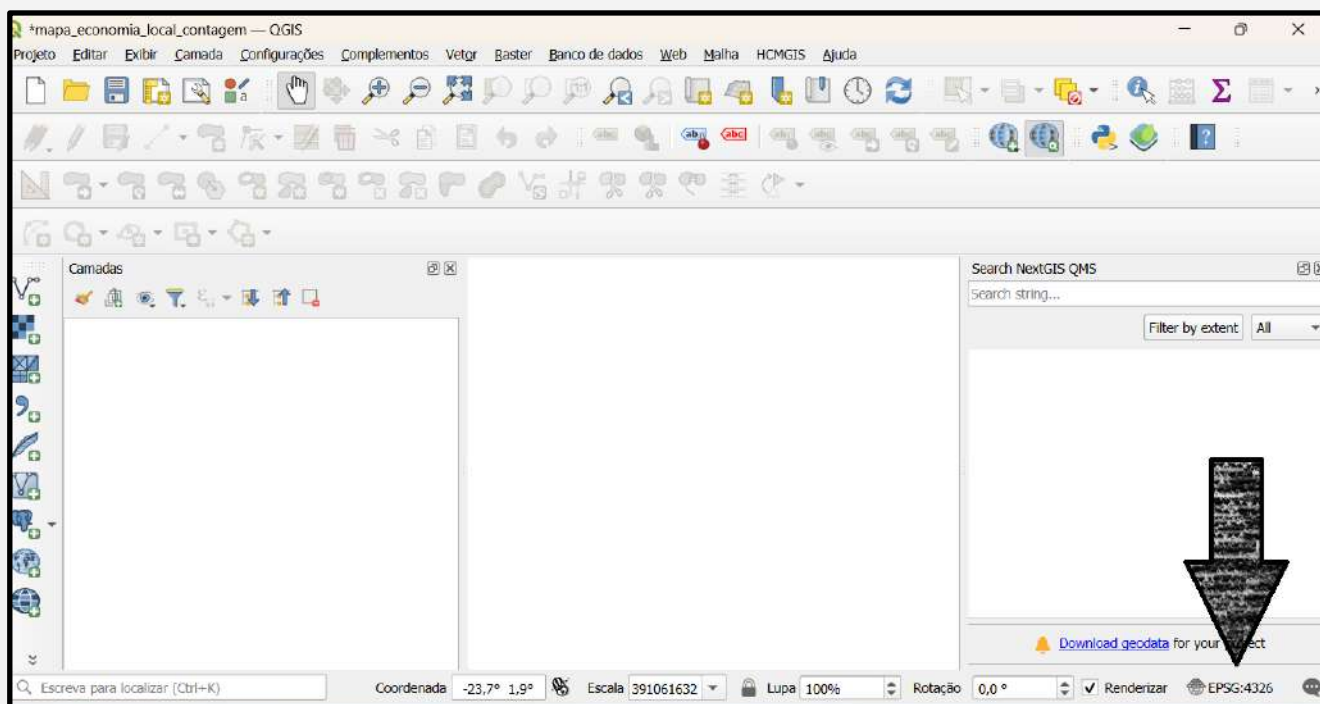 *mapa_economia_local_contagem — QGIS
Projeto Editar Exibir Camada Configurações Complementos Vetor Raster Banco de dados Web Malha HCMGIS Ajuda
abc abc
Camadas
Search NextGIS QMS
Search string...
Filter by extent All
Download geodata for your
Escreva para localizar (Ctrl+K) Coordenada -23,7° 1,9° Escala 391061632 Lupa 100% Rotação 0,0 ° Renderizar EPSG:4326